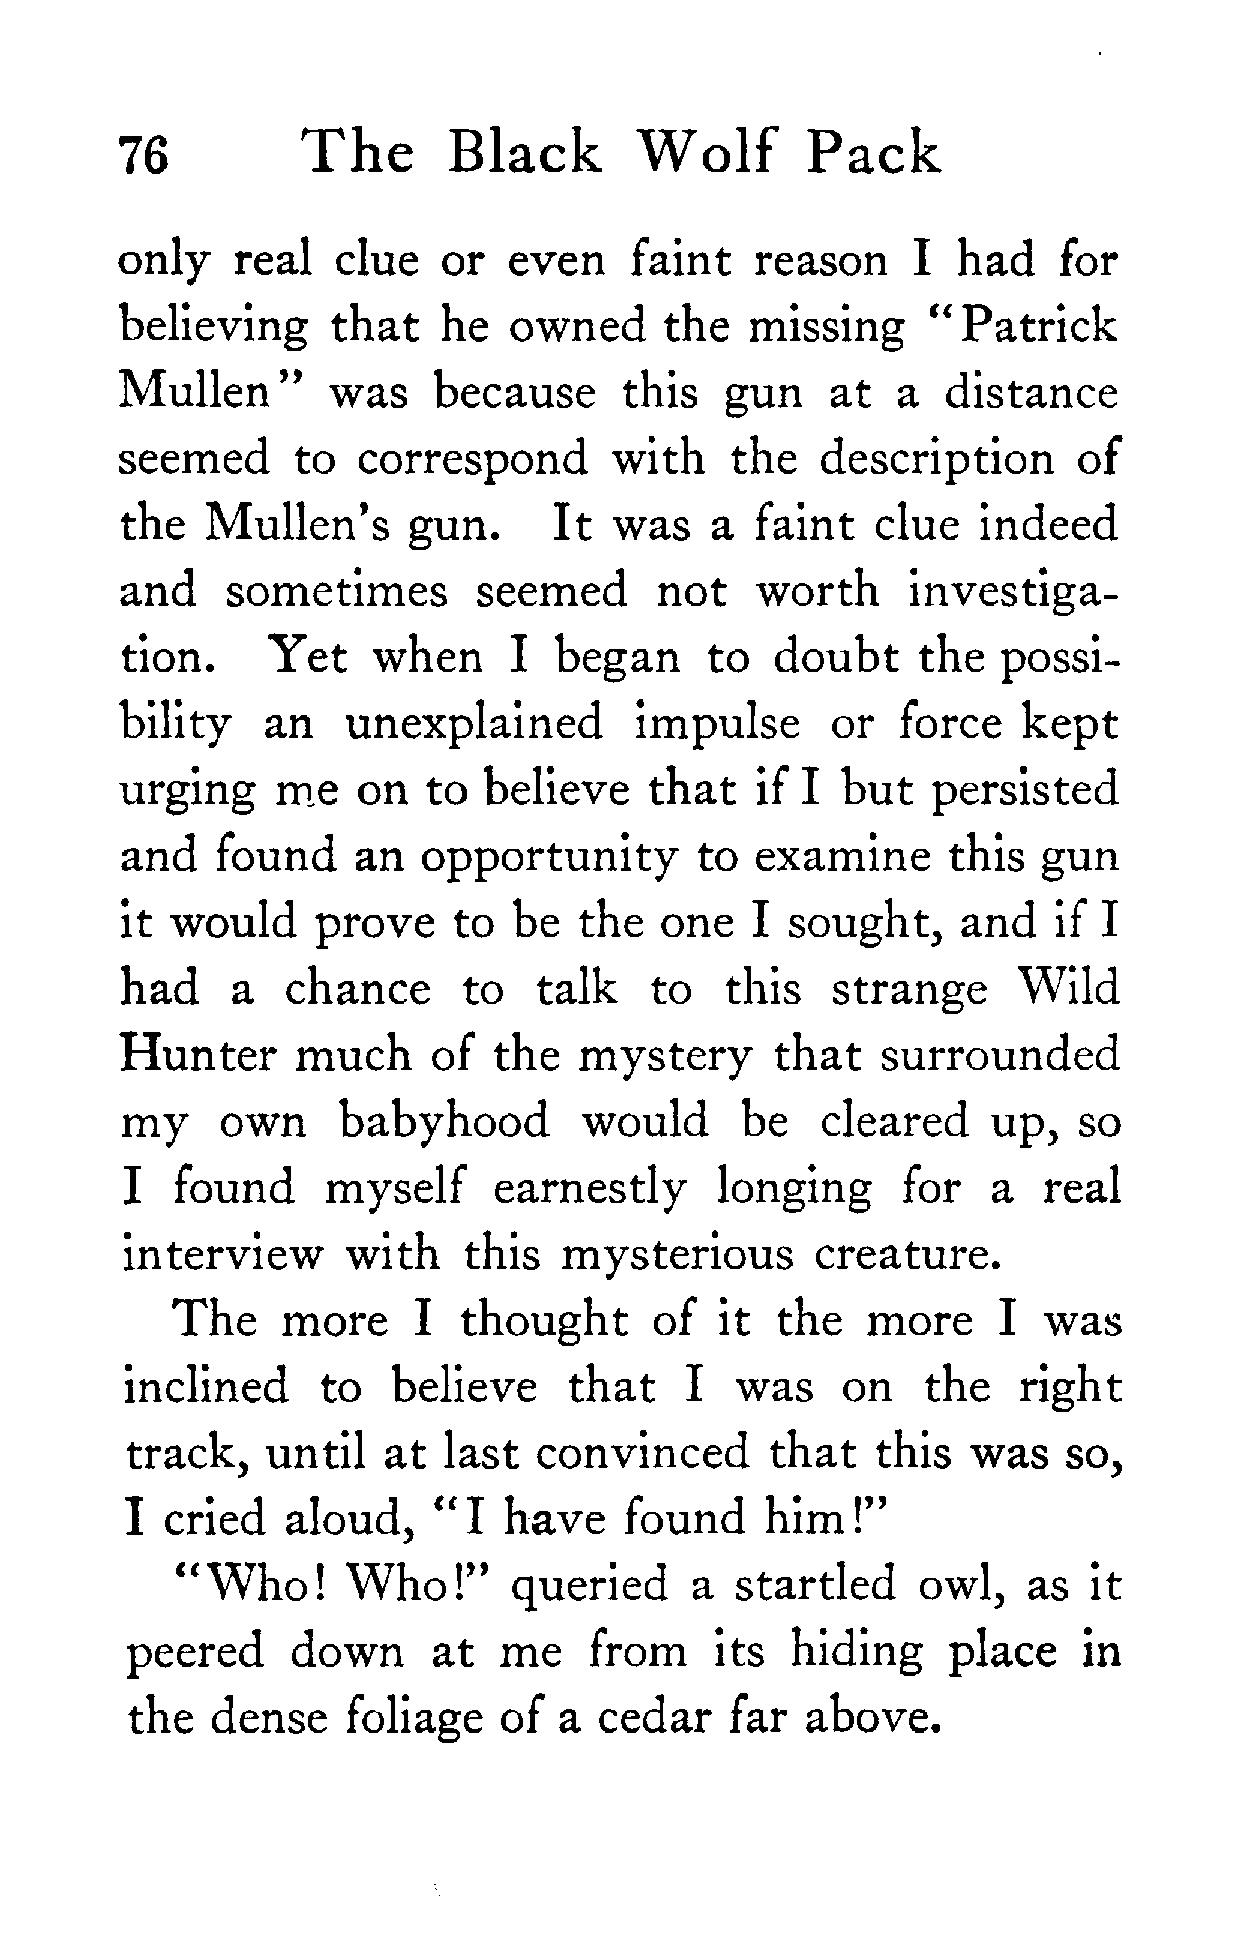 76 The Black Wolf Pack
only real clue or even faint reason I had for
believing that he owned the missing "Patrick
Mullen" was because this gun at a distance
seemed to correspond with the description of
the Mullen's gun. It was a faint clue indeed
and sometimes seemed not worth investiga-
tion. Yet when I began to doubt the possi-
bility an unexplained impulse or force kept
urging me on to believe that if I but persisted
and found an opportunity to examine this gun
it would prove to be the one I sought, and if I
had a chance to talk to this strange Wild
Hunter much of the mystery that surrounded
my own babyhood would be cleared up, so
I found myself earnestly longing for a real
interview with this mysterious creature.
The more I thought of it the more I was
inclined to believe that I was on the right
track, until at last convinced that this was so,
I cried aloud, "I have found him!"
"Who! Who!" queried a startled owl, as it
peered down at me from its hiding place in
the dense foliage of a cedar far above.